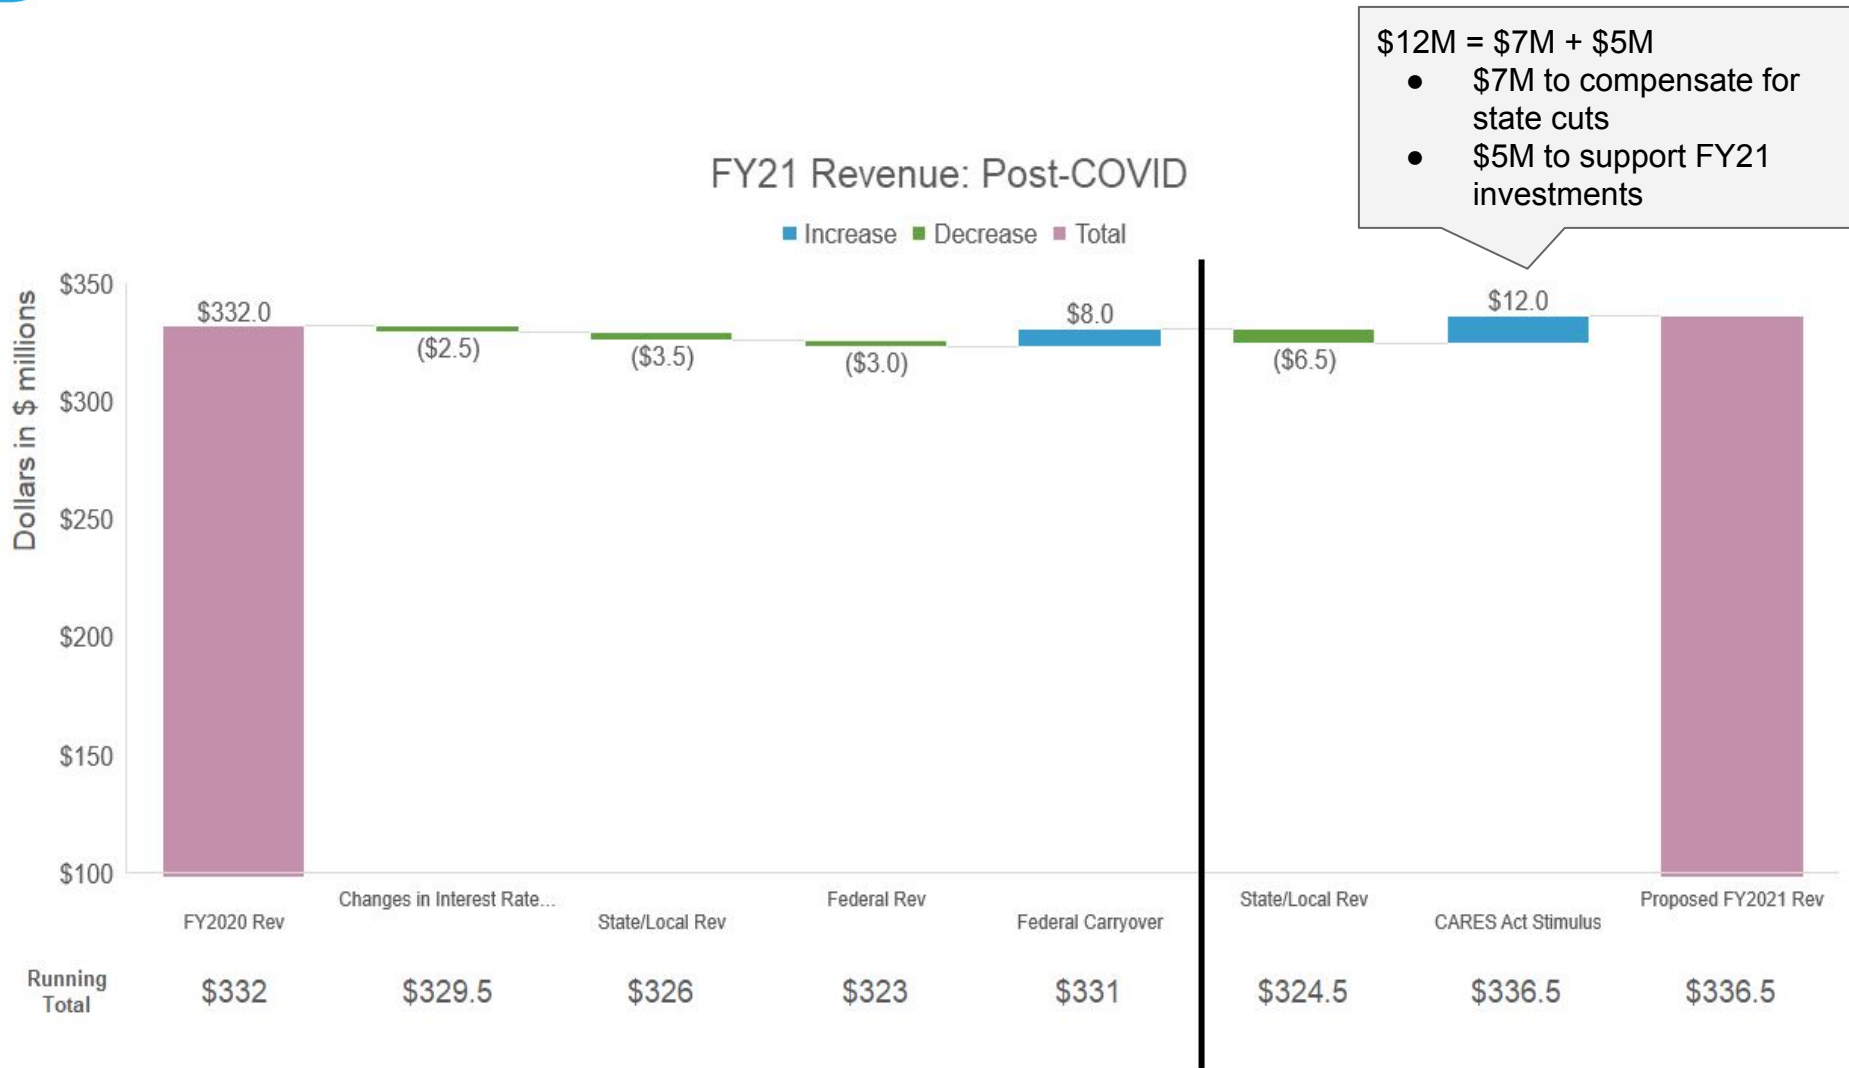 $12M = $7M + $5M
● $7M to compensate for
state cuts
● $5M to support FY21
investments
FY21 Revenue: Post-COVID
Increase Decrease Total
Dollars in $ millions
$350
$300
$250
$200
$150
$100
$332.0
($2.5)
($3.5)
($3.0)
$8.0
($6.5)
$12.0
FY2020 Rev
Changes in Interest Rate...
State/Local Rev
Federal Rev
Federal Carryover
State/Local Rev
CARES Act Stimulus
Proposed FY2021 Rev
Running
Total
$332 $329.5 $326 $323 $331 $324.5 $336.5 $336.5